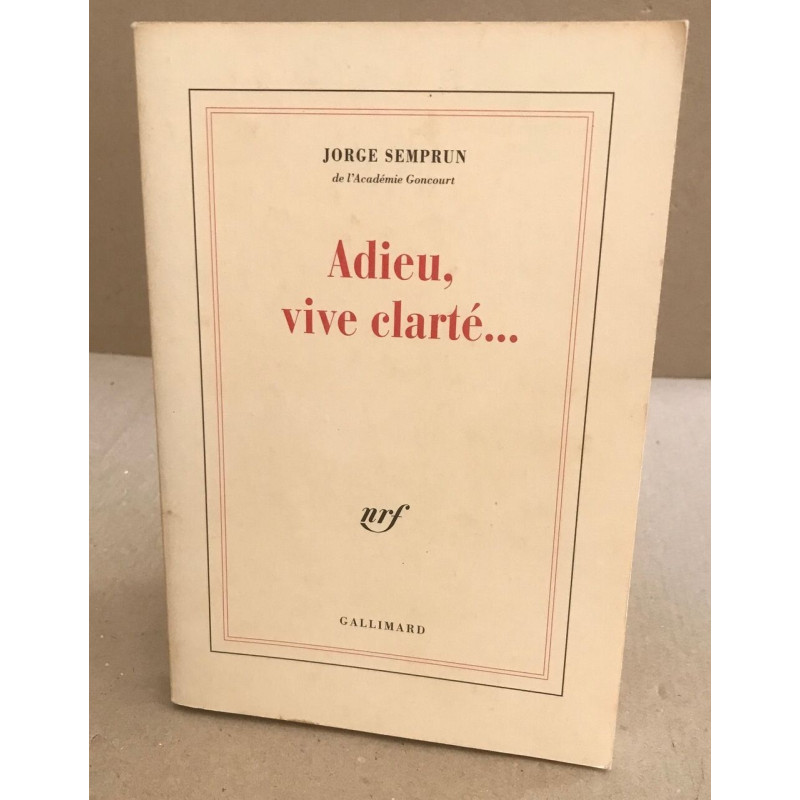 JORGE SEMPRUN
de l'Académie Goncourt
Adieu,
vive clarté...
nrf
GALLIMARD